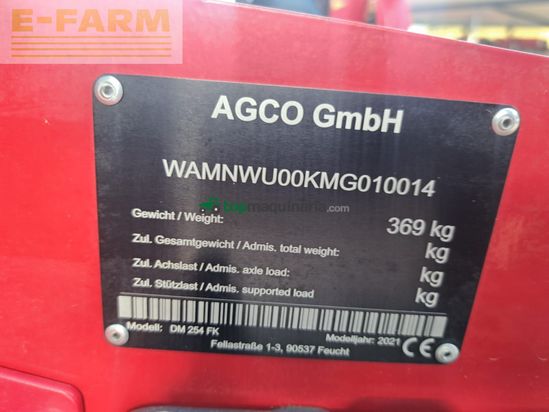 E-FARM
AGCO GmbH
WAMNWU00KMG010014
Gewicht / Weight: 369 kg
topmaquinaria.com
Zul. Gesamtgewicht / Admis. total weight: kg
Zul. Achslast / Admis. axle load: kg
Zul. Stützlast / Admis. supported load kg
Modell: DM 254 FK Modelljahr: 2021 CE
Fellastraße 1-3, 90537 Feucht